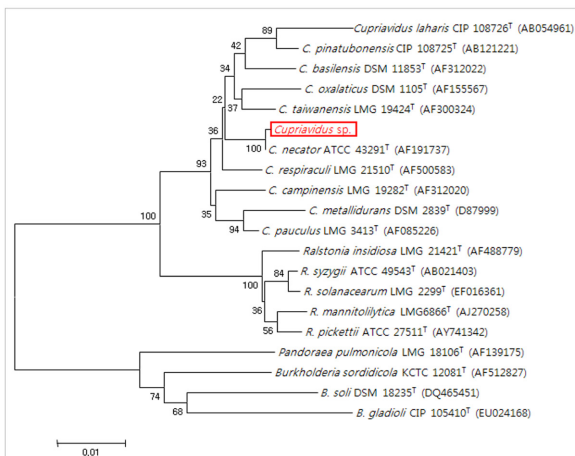 Cupriavidus laharis CIP 108726ᵀ (AB054961)
89
C. pinatubonensis CIP 108725ᵀ (AB121221)
42
C. basilensis DSM 11853ᵀ (AF312022)
34
C. oxalaticus DSM 1105ᵀ (AF155567)
37
C. taiwanensis LMG 19424ᵀ (AF300324)
22
Cupriavidus sp.
36
100
C. necator ATCC 43291ᵀ (AF191737)
93
C. respiraculi LMG 21510ᵀ (AF500583)
C. campinensis LMG 19282ᵀ (AF312020)
35
C. metallidurans DSM 2839ᵀ (D87999)
100
94
C. pauculus LMG 3413ᵀ (AF085226)
Ralstonia insidiosa LMG 21421ᵀ (AF488779)
84
R. syzygii ATCC 49543ᵀ (AB021403)
100
R. solanacearum LMG 2299ᵀ (EF016361)
36
R. mannitolilytica LMG6866ᵀ (AJ270258)
56
R. pickettii ATCC 27511ᵀ (AY741342)
Pandoraea pulmonicola LMG 18106ᵀ (AF139175)
Burkholderia sordidicola KCTC 12081ᵀ (AF512827)
74
B. soli DSM 18235ᵀ (DQ465451)
68
B. gladioli CIP 105410ᵀ (EU024168)
0.01